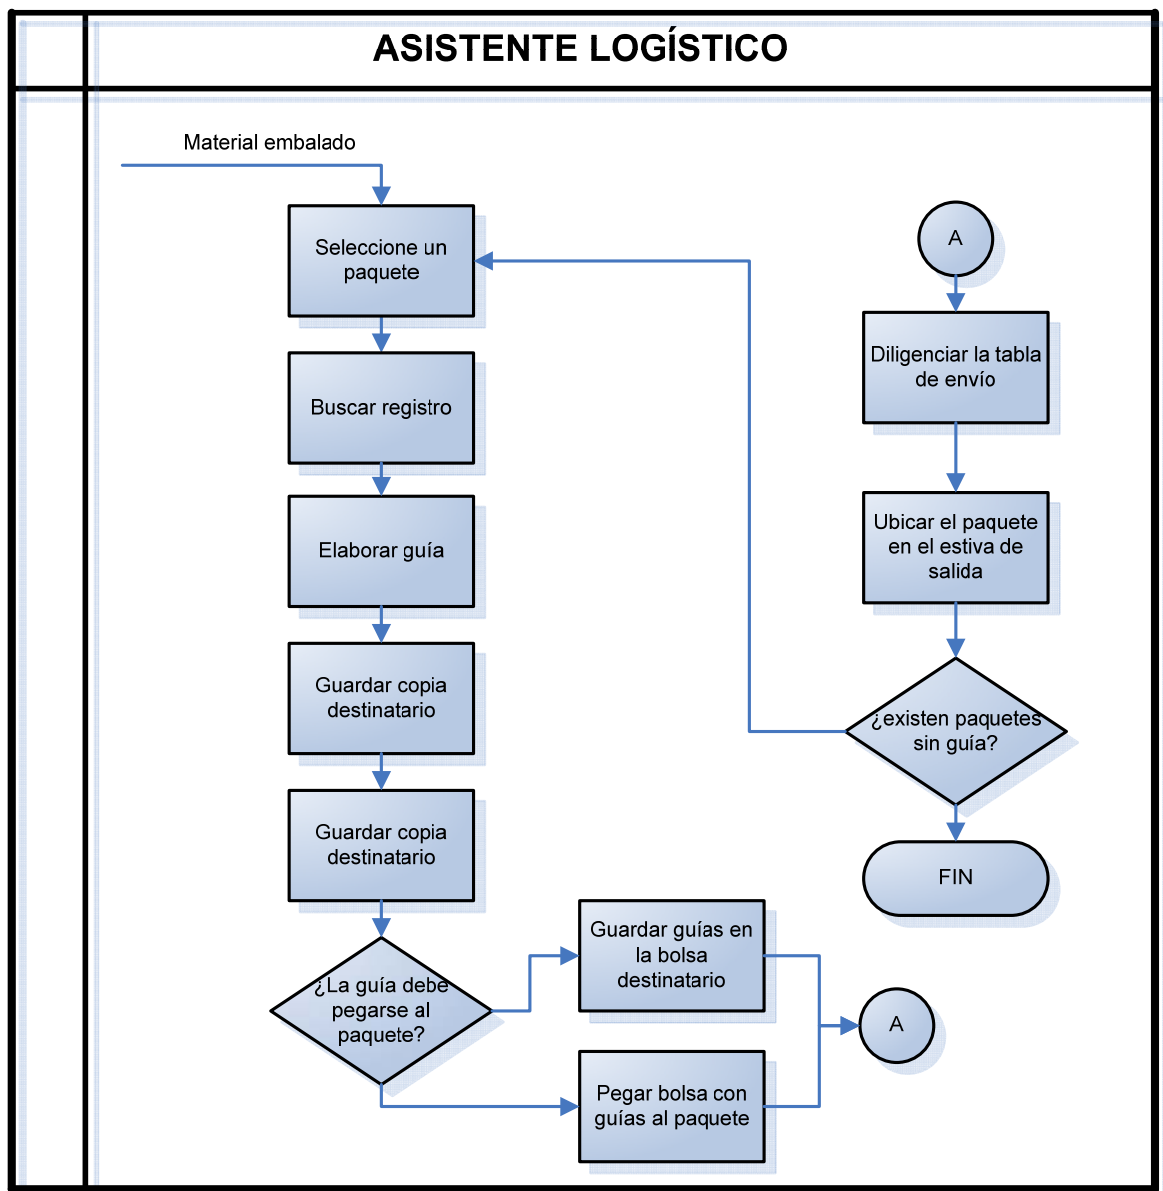 ASISTENTE LOGÍSTICO
Material embalado
Seleccione un
paquete
Buscar registro
Elaborar guía
Guardar copia
destinatario
Guardar copia
destinatario
¿La guía debe
pegarse al
paquete?
Guardar guías en
la bolsa
destinatario
Pegar bolsa con
guías al paquete
A
A
Diligenciar la tabla
de envío
Ubicar el paquete
en el estiva de
salida
¿existen paquetes
sin guía?
FIN